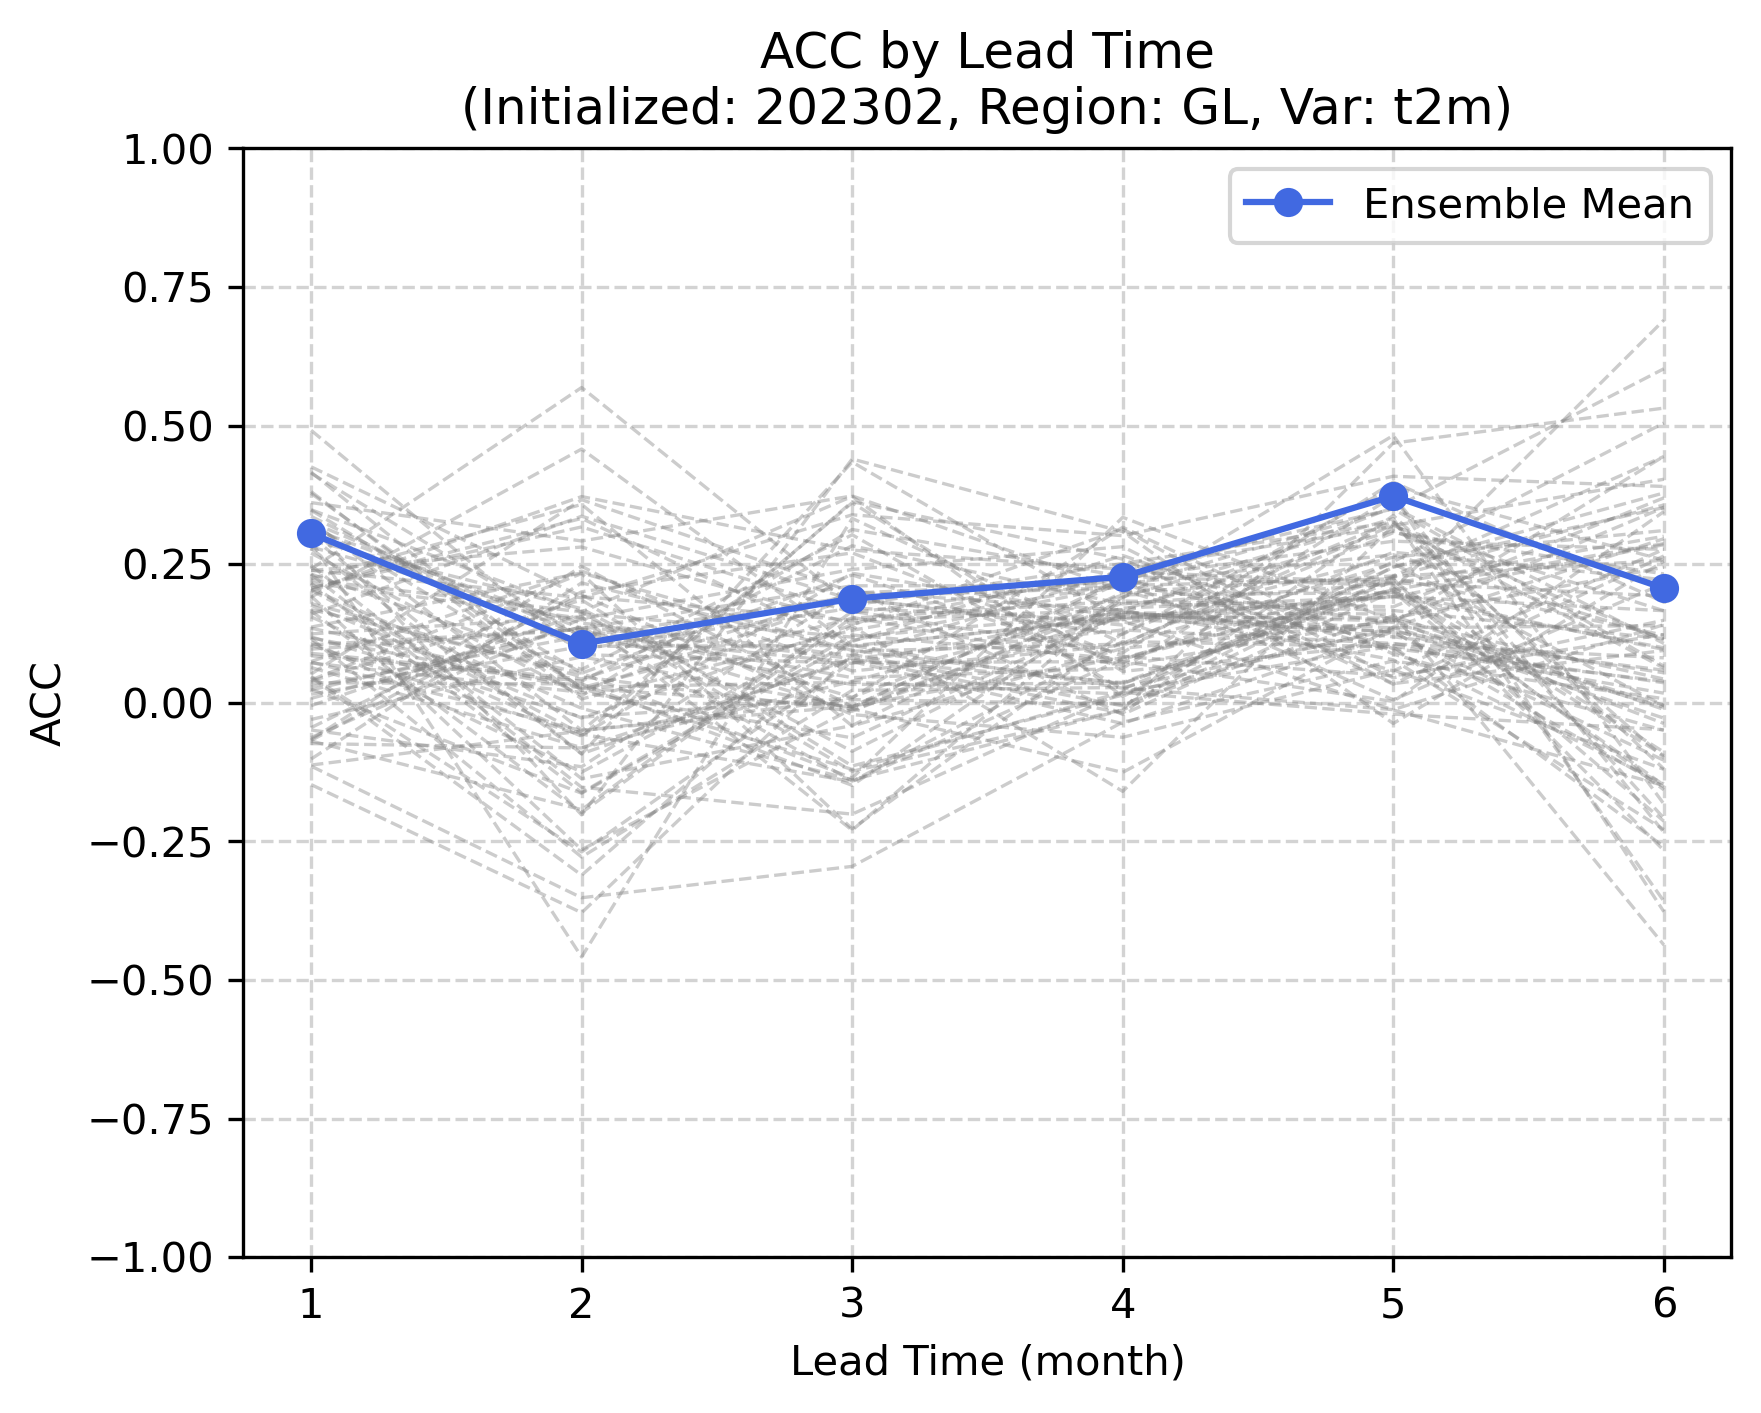 ACC by Lead Time
(Initialized: 202302, Region: GL, Var: t2m)
Ensemble Mean
1.00
0.75
0.50
0.25
0.00
−0.25
−0.50
−0.75
−1.00
ACC
1 2 3 4 5 6
Lead Time (month)